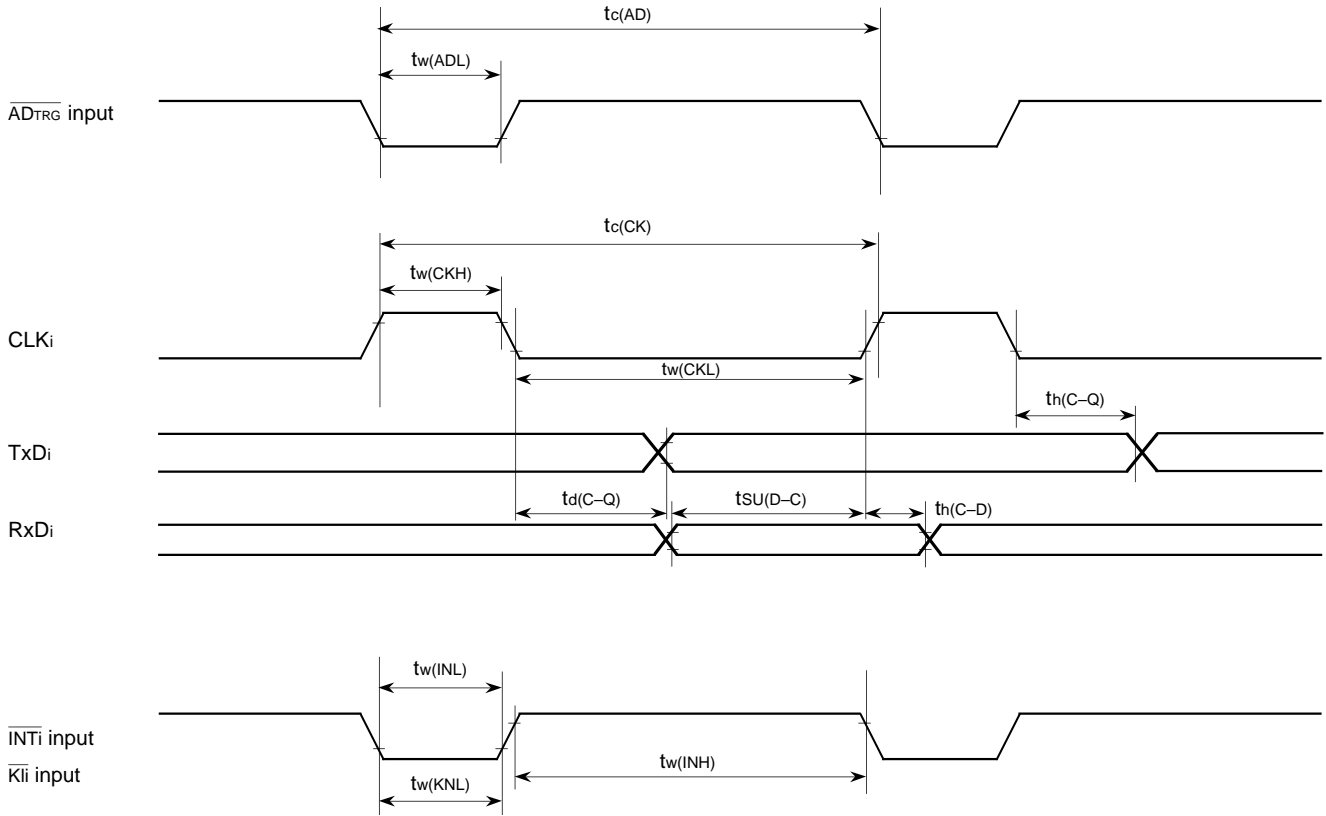 tc(AD)
tw(ADL)
ADTRG input
tc(CK)
tw(CKH)
CLKi
tw(CKL)
th(C–Q)
TxDi
td(C–Q)
tSU(D–C)
th(C–D)
RxDi
tw(INL)
INTi input
KIi input
tw(INH)
tw(KNL)